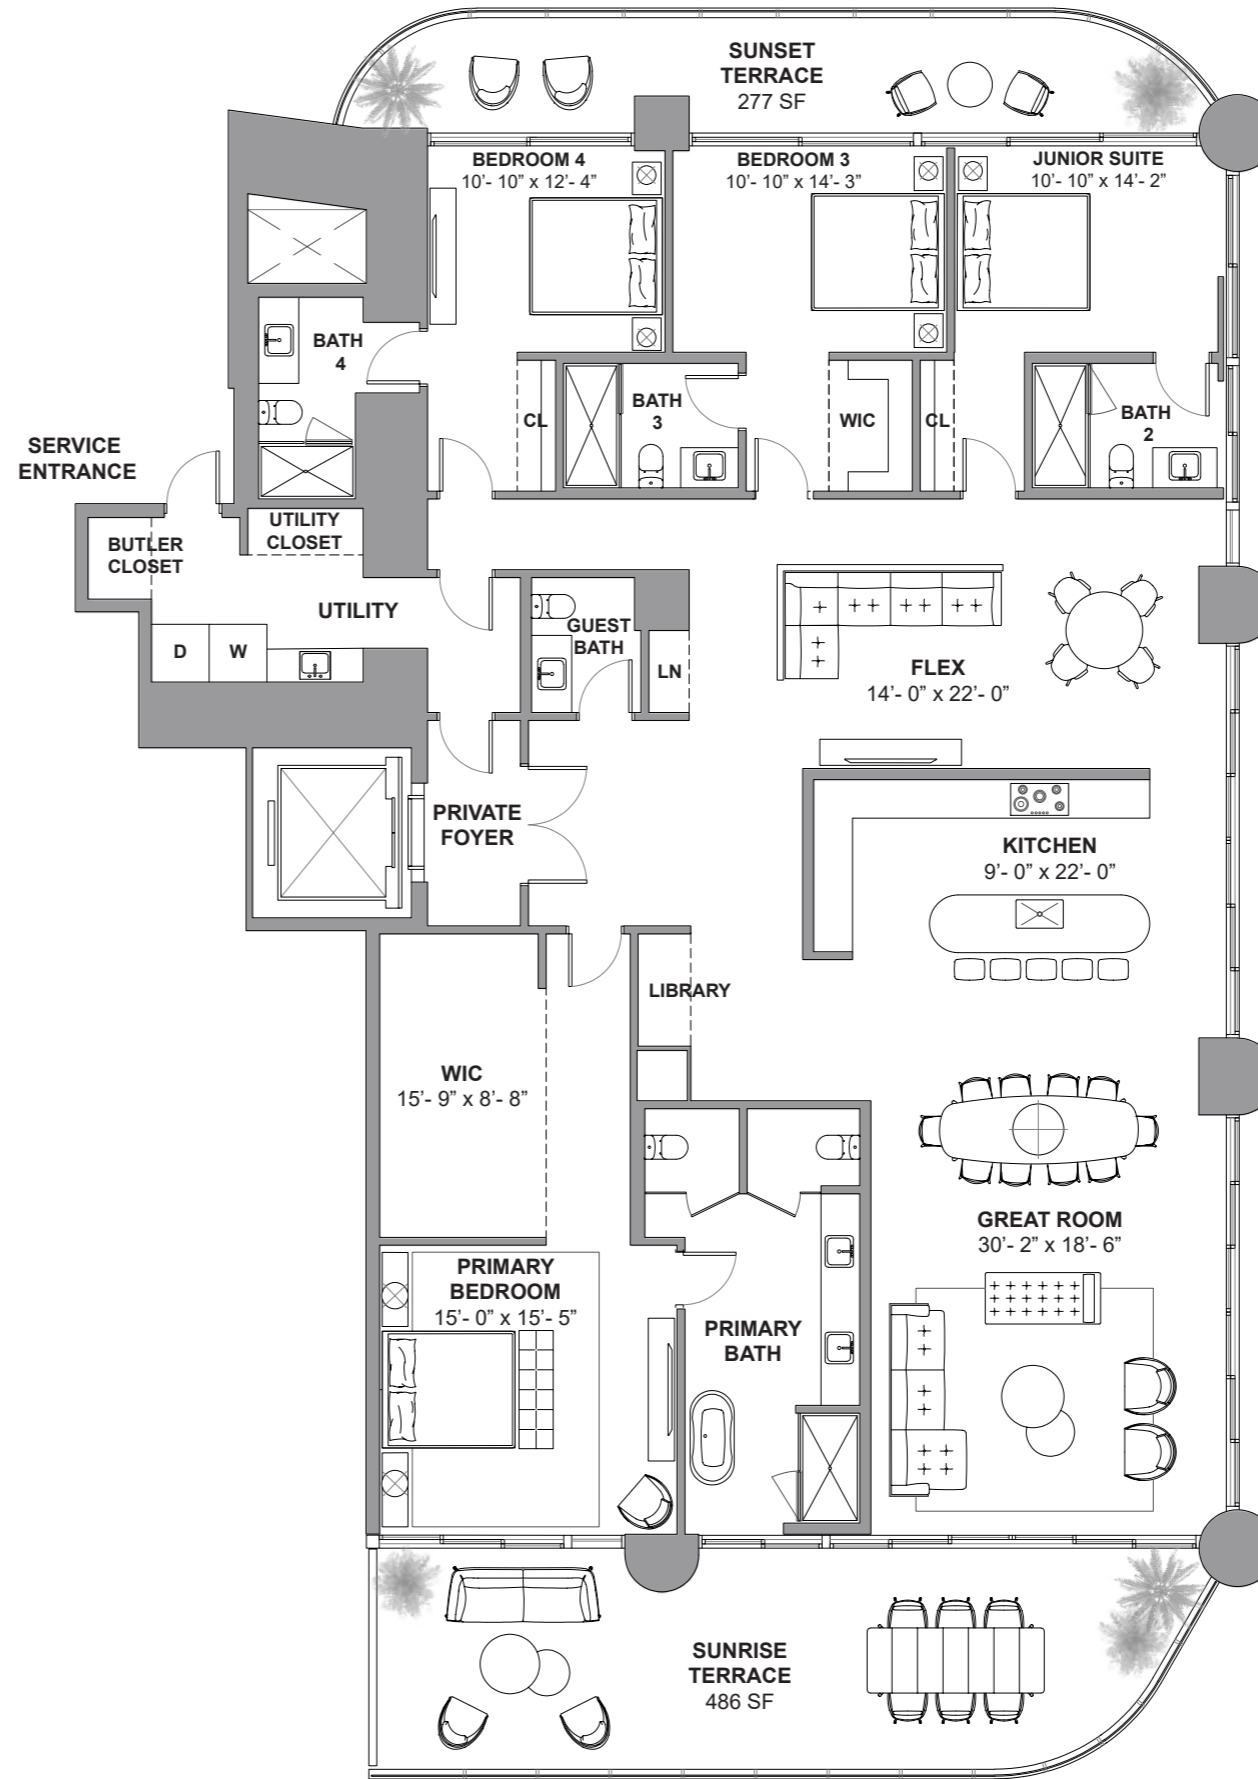 SUNSET
TERRACE
277 SF
BEDROOM 4
10'- 10” x 12'- 4”
BEDROOM 3
10'- 10” x 14'- 3”
JUNIOR SUITE
10'- 10” x 14'- 2”
BATH
4
CL
BATH
3
WIC
CL
BATH
2
SERVICE
ENTRANCE
BUTLER
CLOSET
UTILITY
CLOSET
UTILITY
D
W
GUEST
BATH
LN
FLEX
14'- 0” x 22'- 0”
PRIVATE
FOYER
KITCHEN
9'- 0” x 22'- 0”
LIBRARY
WIC
15'- 9” x 8'- 8”
GREAT ROOM
30'- 2” x 18'- 6”
PRIMARY
BEDROOM
15'- 0” x 15'- 5”
PRIMARY
BATH
SUNRISE
TERRACE
486 SF